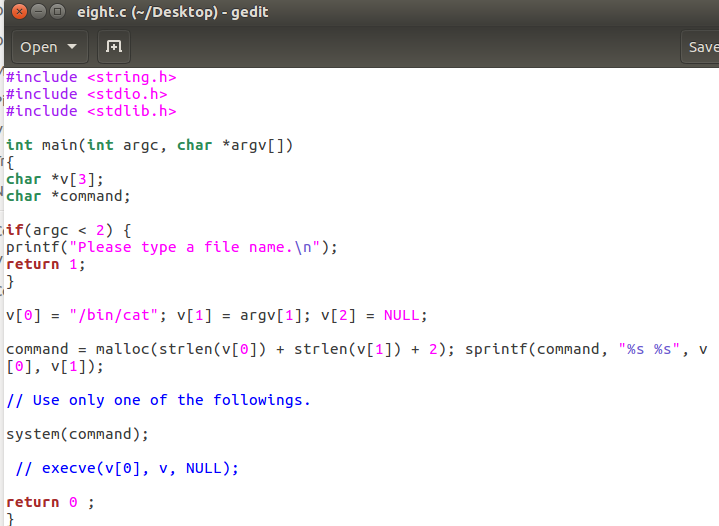 eight.c (~/Desktop) - gedit
Open
Save
#include <string.h>
#include <stdio.h>
#include <stdlib.h>
int main(int argc, char *argv[])
{
char *v[3];
char *command;
if(argc < 2) {
printf("Please type a file name.\n");
return 1;
}
v[0] = "/bin/cat"; v[1] = argv[1]; v[2] = NULL;
command = malloc(strlen(v[0]) + strlen(v[1]) + 2); sprintf(command, "%s %s", v
[0], v[1]);
// Use only one of the followings.
system(command);
// execve(v[0], v, NULL);
return 0 ;
}